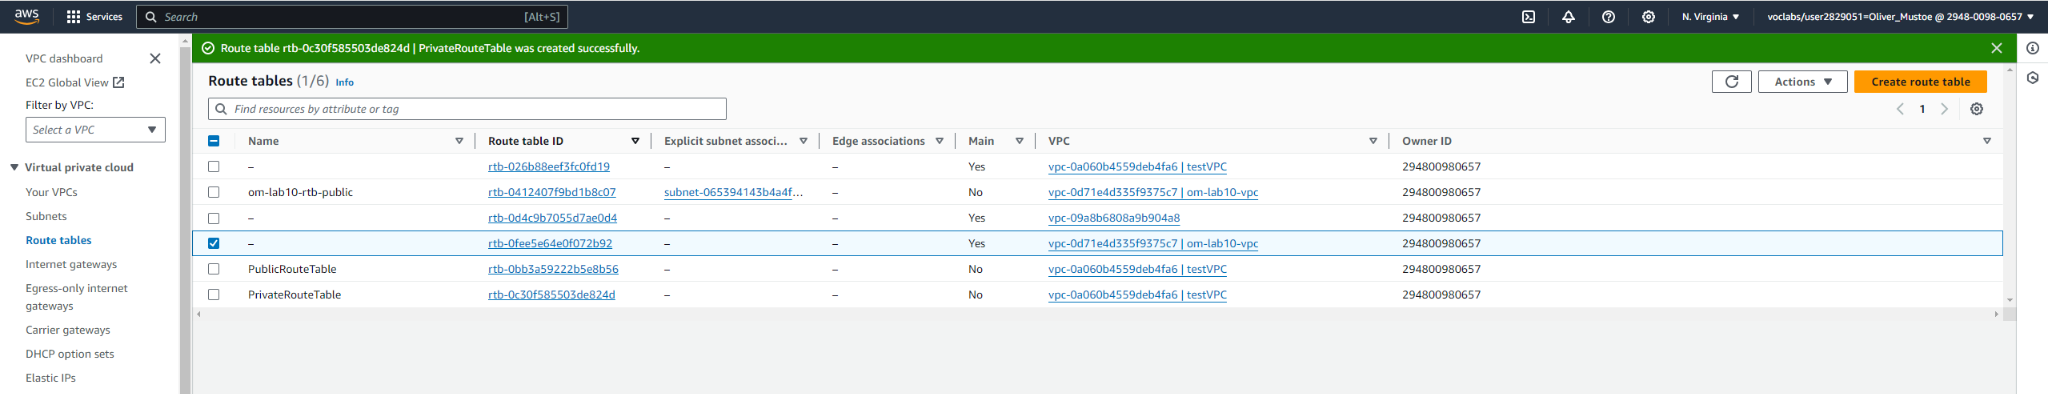 aws Services Search [Alt+S] N. Virginia voclabs/user2829051=Oliver_Mustoe @ 2948-0098-0657
VPC dashboard
EC2 Global View
Filter by VPC:
Select a VPC
Virtual private cloud
Your VPCs
Subnets
Route tables
Internet gateways
Egress-only internet
gateways
Carrier gateways
DHCP option sets
Elastic IPs
Route table rtb-0c30f585503de824d | PrivateRouteTable was created successfully.
Route tables (1/6) Info Actions Create route table
Find resources by attribute or tag 1
Name Route table ID Explicit subnet associ... Edge associations Main VPC Owner ID
– rtb-026b88eef3fc0fd19 – – Yes vpc-0a060b4559deb4fa6 | testVPC 294800980657
om-lab10-rtb-public rtb-0412407f9bd1b8c07 subnet-065394143b4a4f... – No vpc-0d71e4d335f9375c7 | om-lab10-vpc 294800980657
– rtb-0d4c9b7055d7ae0d4 – – Yes vpc-09a8b6808a9b904a8 294800980657
– rtb-0fee5e64e0f072b92 – – Yes vpc-0d71e4d335f9375c7 | om-lab10-vpc 294800980657
PublicRouteTable rtb-0bb3a59222b5e8b56 – – No vpc-0a060b4559deb4fa6 | testVPC 294800980657
PrivateRouteTable rtb-0c30f585503de824d – – No vpc-0a060b4559deb4fa6 | testVPC 294800980657